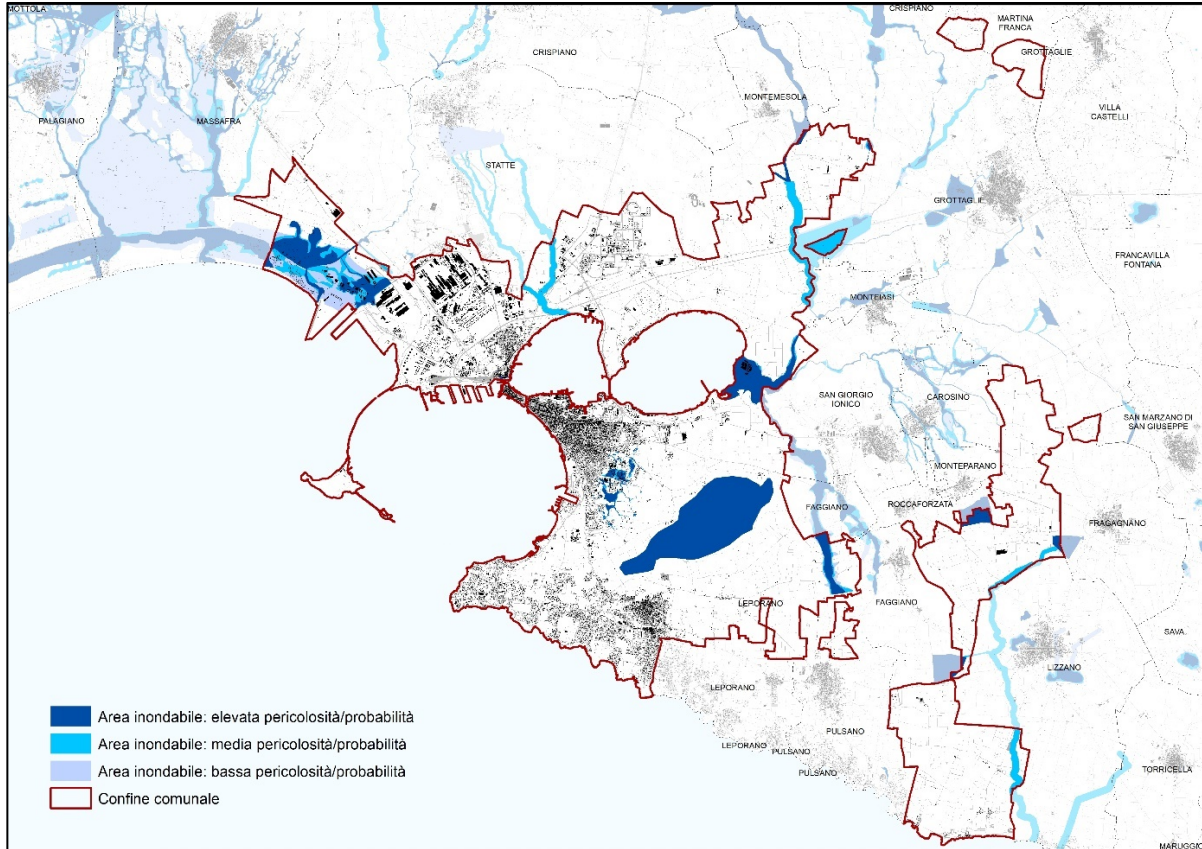 MOTTOLA
CRISPIANO
MARTINA
FRANCA
GROTTAGLIE
CRISPIANO
MONTEMESOLA
VILLA
CASTELLI
PALAGIANO
MASSAFRA
STATTE
GROTTAGLIE
FRANCAVILLA
FONTANA
MONTEIASI
SAN GIORGIO
IONICO
CAROSINO
SAN MARZANO DI
SAN GIUSEPPE
MONTEPARANO
ROCCAFORZATA
FAGGIANO
FRAGAGNANO
LEPORANO
FAGGIANO
SAVA
LIZZANO
LEPORANO
PULSANO
LEPORANO
PULSANO
PULSANO
TORRICELLA
MARUGGIO
Area inondabile: elevata pericolosità/probabilità
Area inondabile: media pericolosità/probabilità
Area inondabile: bassa pericolosità/probabilità
Confine comunale